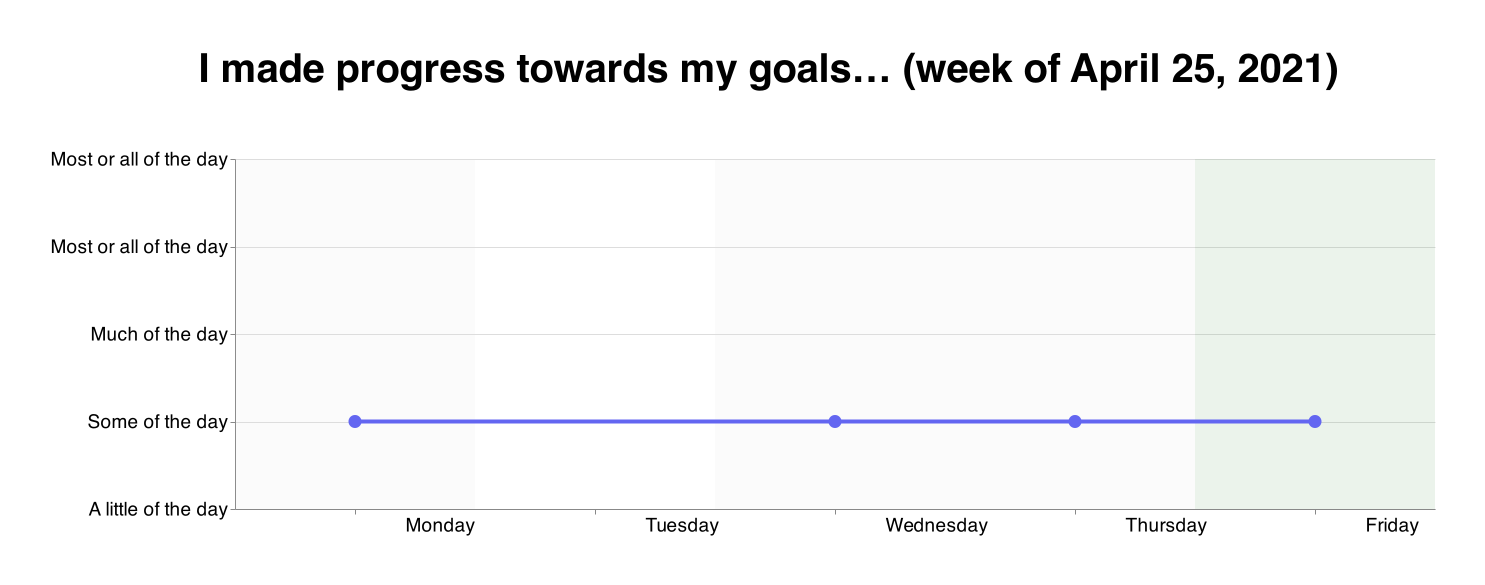 I made progress towards my goals… (week of April 25, 2021)
Most or all of the day
Most or all of the day
Much of the day
Some of the day
A little of the day
Monday Tuesday Wednesday Thursday Friday